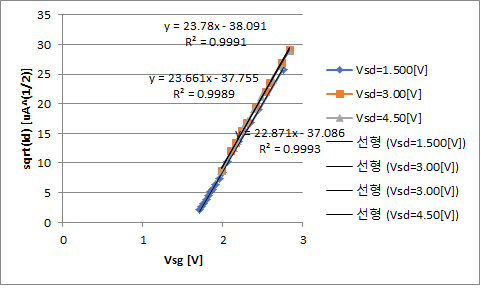 y = 23.78x - 38.091
R² = 0.9991
y = 23.661x - 37.755
R² = 0.9989
y = 22.871x - 37.086
R² = 0.9993
sqrt(Id) [uA^(1/2)]
35
30
25
20
15
10
5
0
0
1
2
3
Vsg [V]
Vsd=1.500[V]
Vsd=3.00[V]
Vsd=4.50[V]
선형 (Vsd=1.500[V])
선형 (Vsd=3.00[V])
선형 (Vsd=3.00[V])
선형 (Vsd=4.50[V])